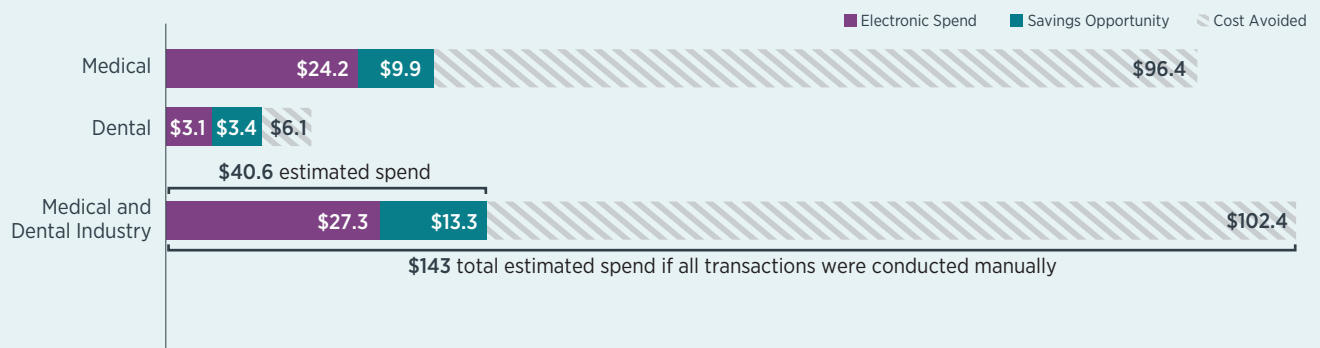 Electronic Spend Savings Opportunity Cost Avoided
Medical $24.2 $9.9 $96.4
Dental $3.1 $3.4 $6.1
$40.6 estimated spend
Medical and
Dental Industry $27.3 $13.3 $102.4
$143 total estimated spend if all transactions were conducted manually